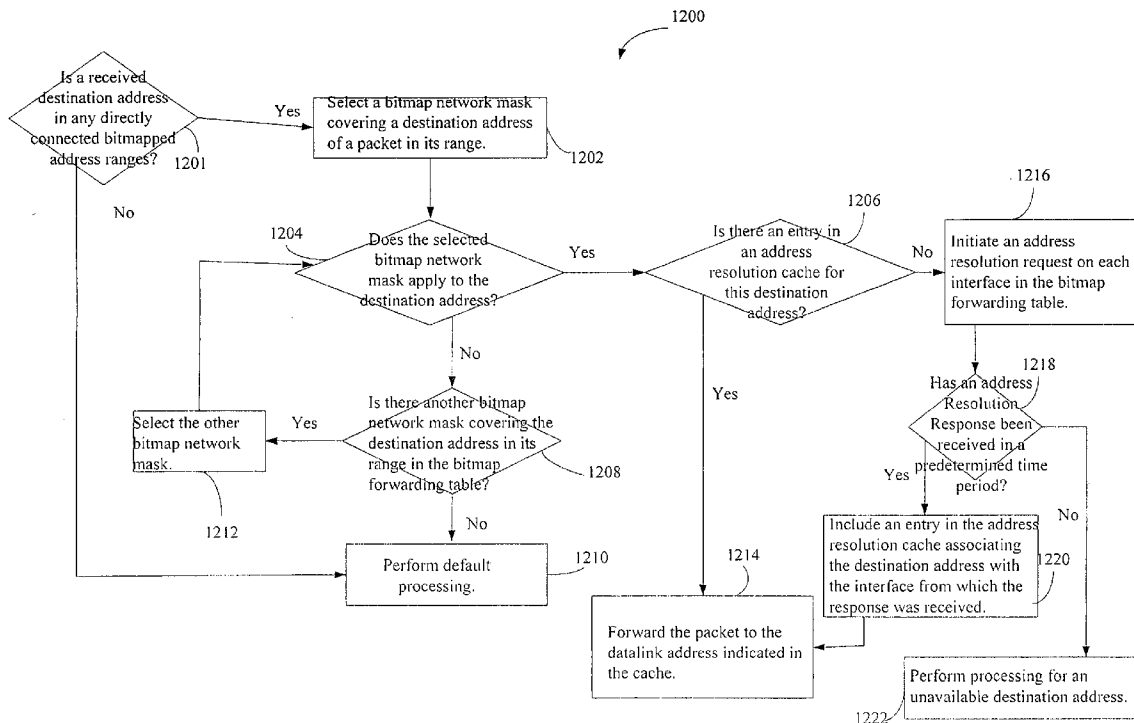 1200
Is a received
destination address
in any directly
connected bitmapped
address ranges?
1201
Yes
No
Select a bitmap network mask
covering a destination address
of a packet in its range.
1202
1204
Does the selected
bitmap network
mask apply to the
destination address?
Yes
No
1206
Is there an entry in
an address
resolution cache for
this destination
address?
No
Yes
1216
Initiate an address
resolution request on each
interface in the bitmap
forwarding table.
1218
Has an address
Resolution
Response been
received in a
predetermined time
period?
Yes
No
Is there another bitmap
network mask covering the
destination address in its
range in the bitmap
forwarding table?
1208
Yes
No
Select the other
bitmap network
mask.
1212
Perform default
processing.
1210
1214
Forward the packet to the
datalink address indicated in
the cache.
Include an entry in the address
resolution cache associating
the destination address with
the interface from which the
response was received.
1220
Perform processing for an
unavailable destination address.
1222